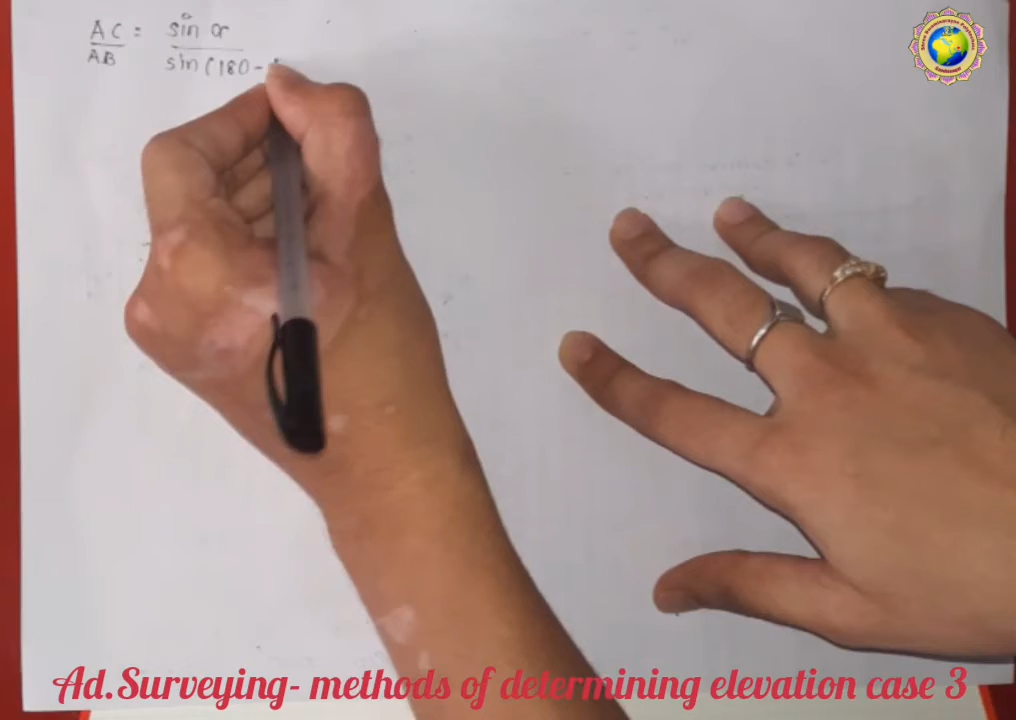 AC = sin α
AB sin (180 -
Ad.Surveying- methods of determining elevation case 3